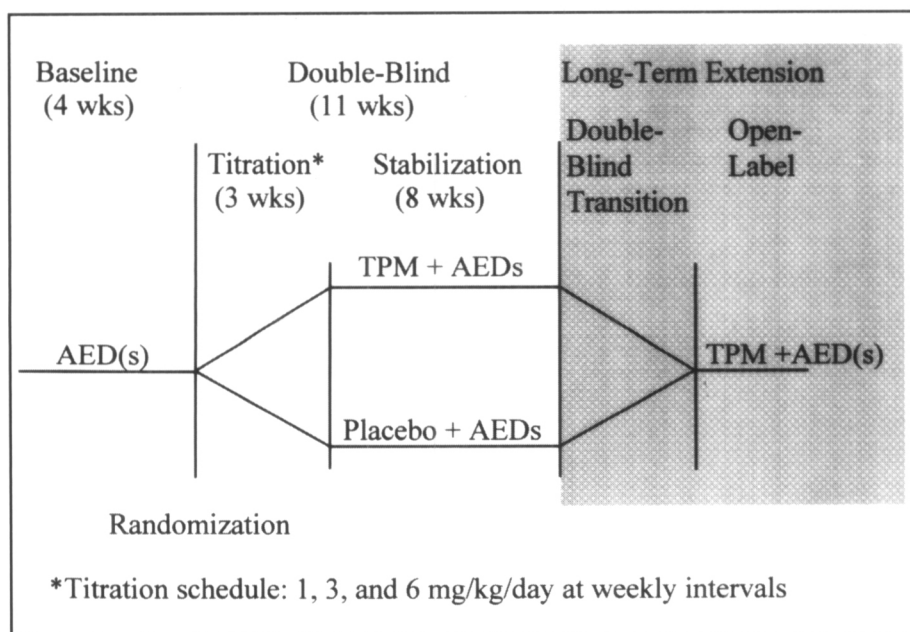 Baseline
(4 wks)
Double-Blind
(11 wks)
Long-Term Extension
Double-
Blind
Transition
Open-
Label
Titration*
(3 wks)
Stabilization
(8 wks)
TPM + AEDs
AED(s)
TPM +AED(s)
Placebo + AEDs
Randomization
*Titration schedule: 1, 3, and 6 mg/kg/day at weekly intervals